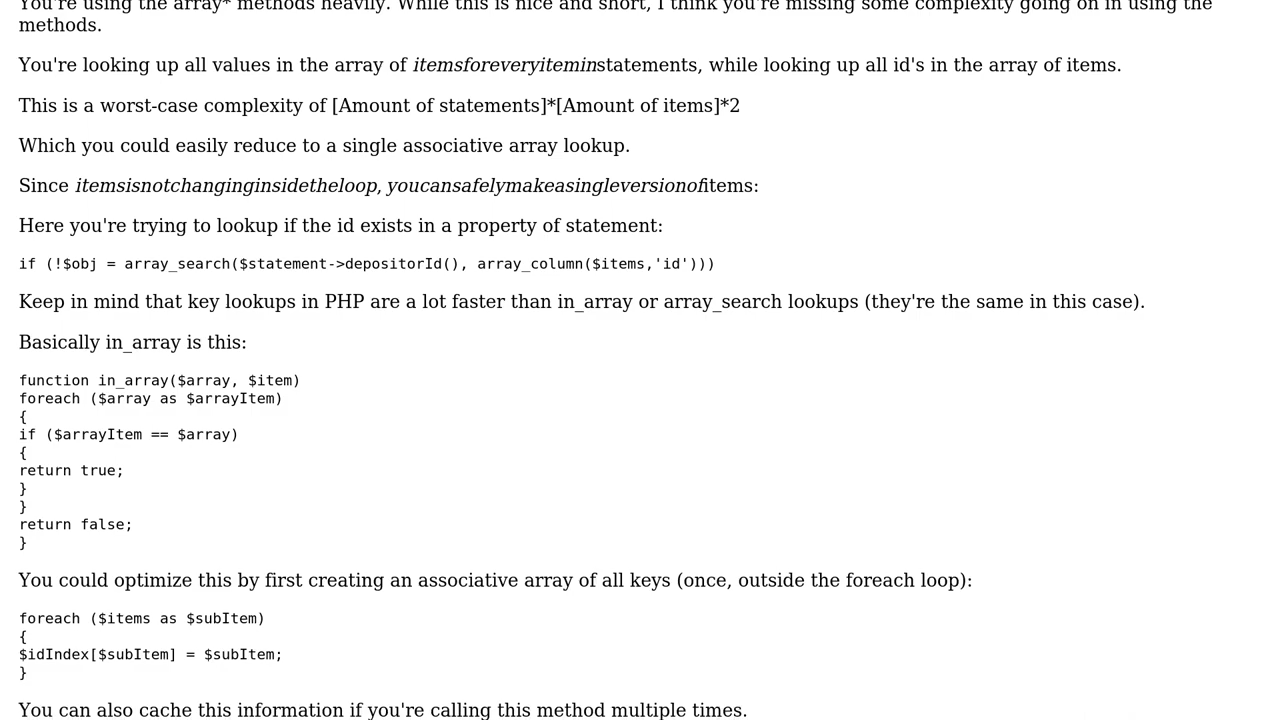 You're using the array* methods heavily. While this is nice and short, I think you're missing some complexity going on in using the
methods.
You're looking up all values in the array of itemsforeveryiteminstatements, while looking up all id's in the array of items.
This is a worst-case complexity of [Amount of statements]*[Amount of items]*2
Which you could easily reduce to a single associative array lookup.
Since itemsisnotchanginginsidetheloop, youcansafelymakeasingleversionofitems:
Here you're trying to lookup if the id exists in a property of statement:
if (!$obj = array_search($statement->depositorId(), array_column($items,'id')))
Keep in mind that key lookups in PHP are a lot faster than in_array or array_search lookups (they're the same in this case).
Basically in_array is this:
function in_array($array, $item)
foreach ($array as $arrayItem)
{
if ($arrayItem == $array)
{
return true;
}
}
return false;
}
You could optimize this by first creating an associative array of all keys (once, outside the foreach loop):
foreach ($items as $subItem)
{
$idIndex[$subItem] = $subItem;
}
You can also cache this information if you're calling this method multiple times.